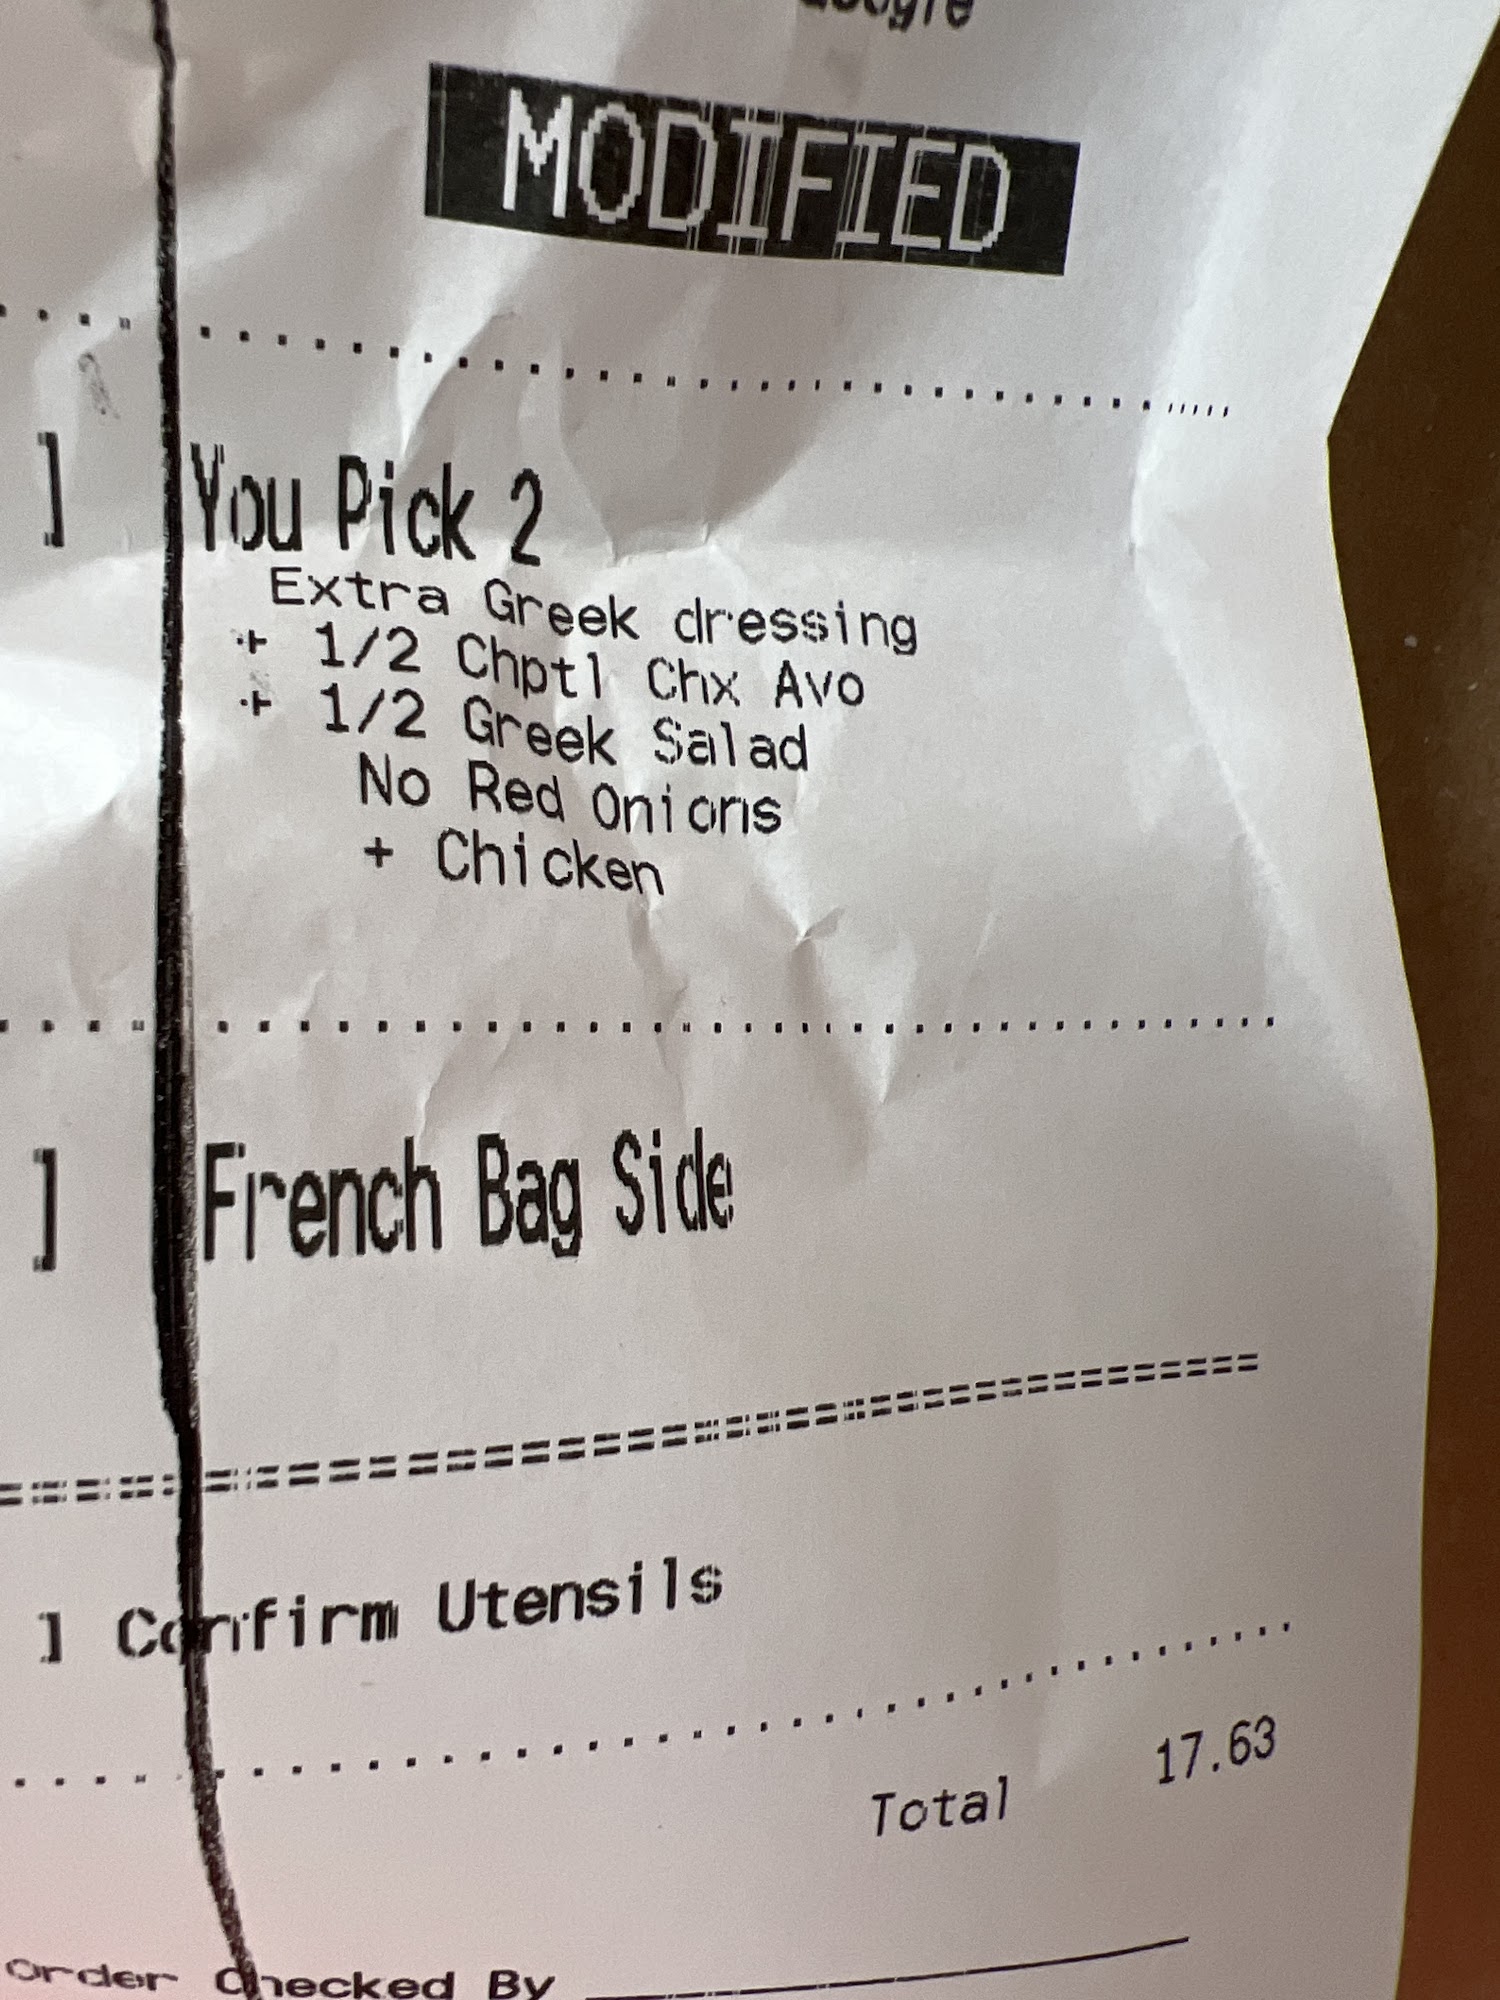 MODIFIED
] You Pick 2
Extra Greek dressing
+ 1/2 Chptl Chx Avo
+ 1/2 Greek Salad
No Red Onions
+ Chicken
] French Bag Side
] Confirm Utensils
Total 17.63
Order Checked By